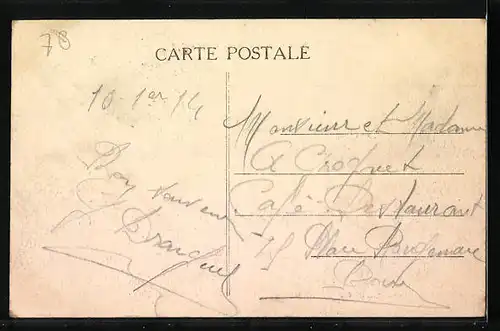 78
CARTE POSTALE
10-1er 14
Bon souvenir
Monsieur et Madame
A Croquet
Café Restaurant
Place